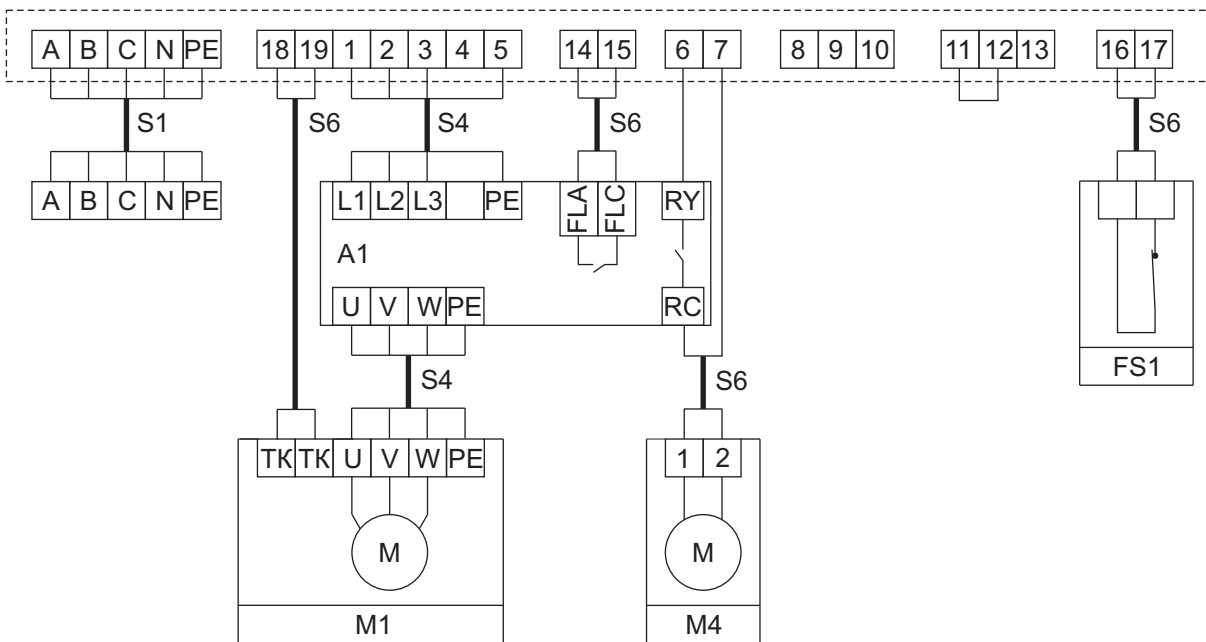 A B C N PE 18 19 1 2 3 4 5 14 15 6 7 8 9 10 11 12 13 16 17
S1 S6 S4 S6 S6
A B C N PE L1 L2 L3 PE FLA FLC RY
A1
U V W PE RC
FS1
S4 S6
TK TK U V W PE 1 2
M M
M1 M4